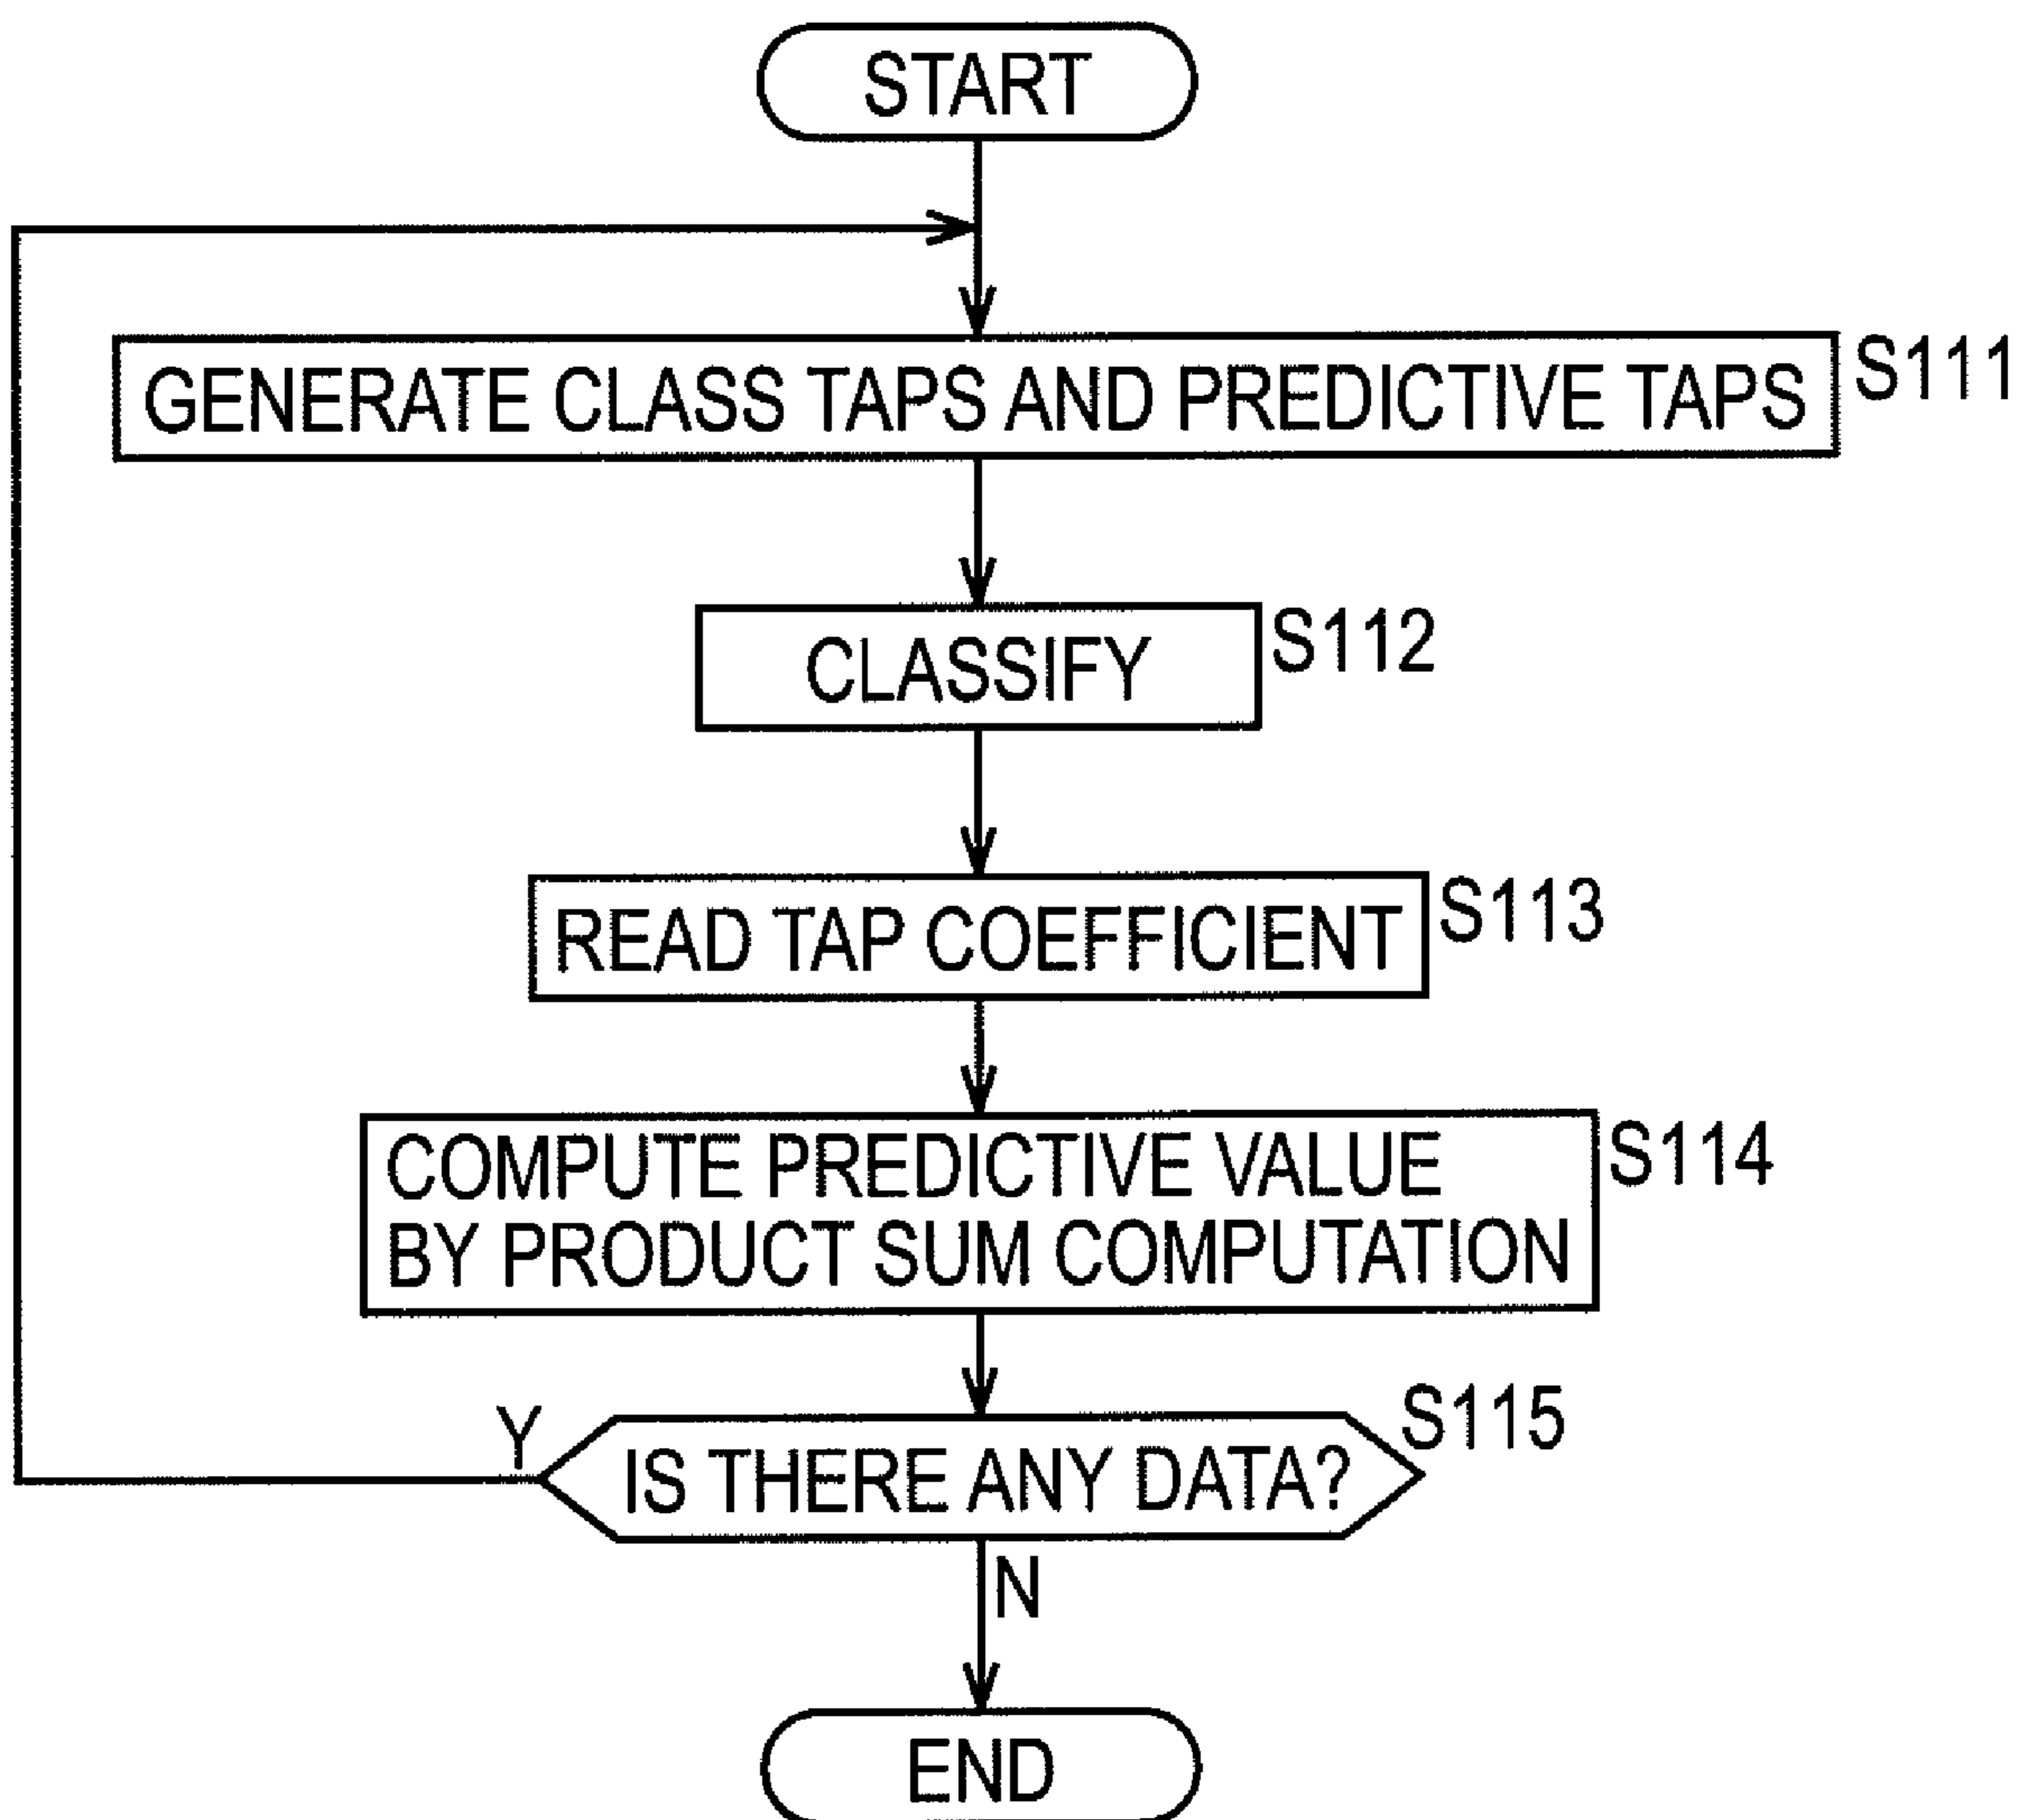 START
GENERATE CLASS TAPS AND PREDICTIVE TAPS
S111
CLASSIFY
S112
READ TAP COEFFICIENT
S113
COMPUTE PREDICTIVE VALUE
BY PRODUCT SUM COMPUTATION
S114
IS THERE ANY DATA?
S115
Y
N
END